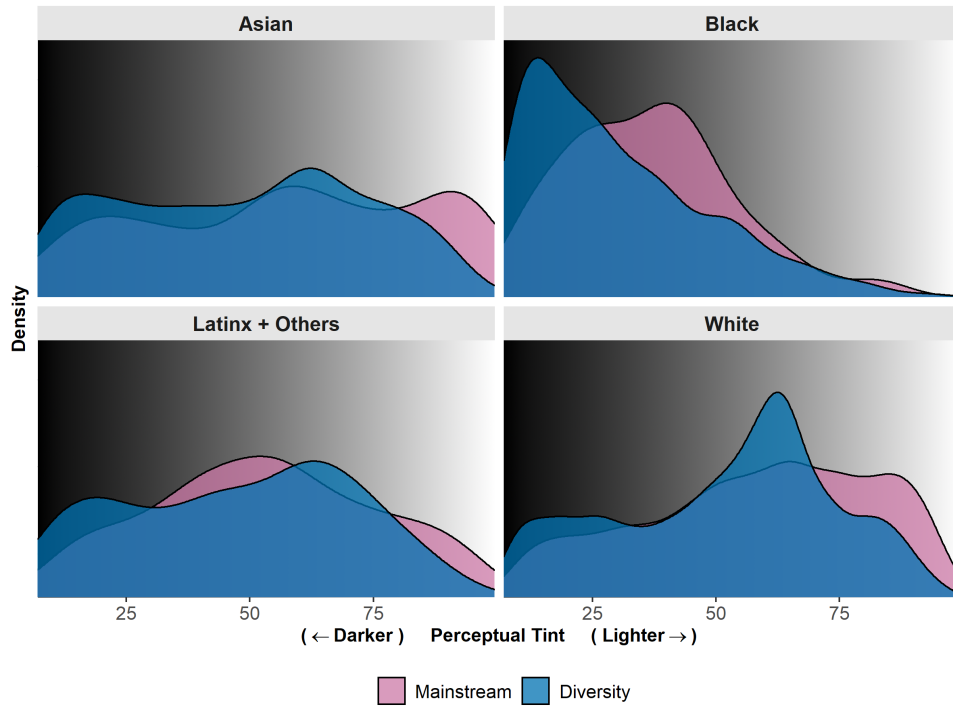 Asian
Black
Density
Latinx + Others
White
25 50 75 25 50 75
( ← Darker ) Perceptual Tint ( Lighter → )
Mainstream Diversity